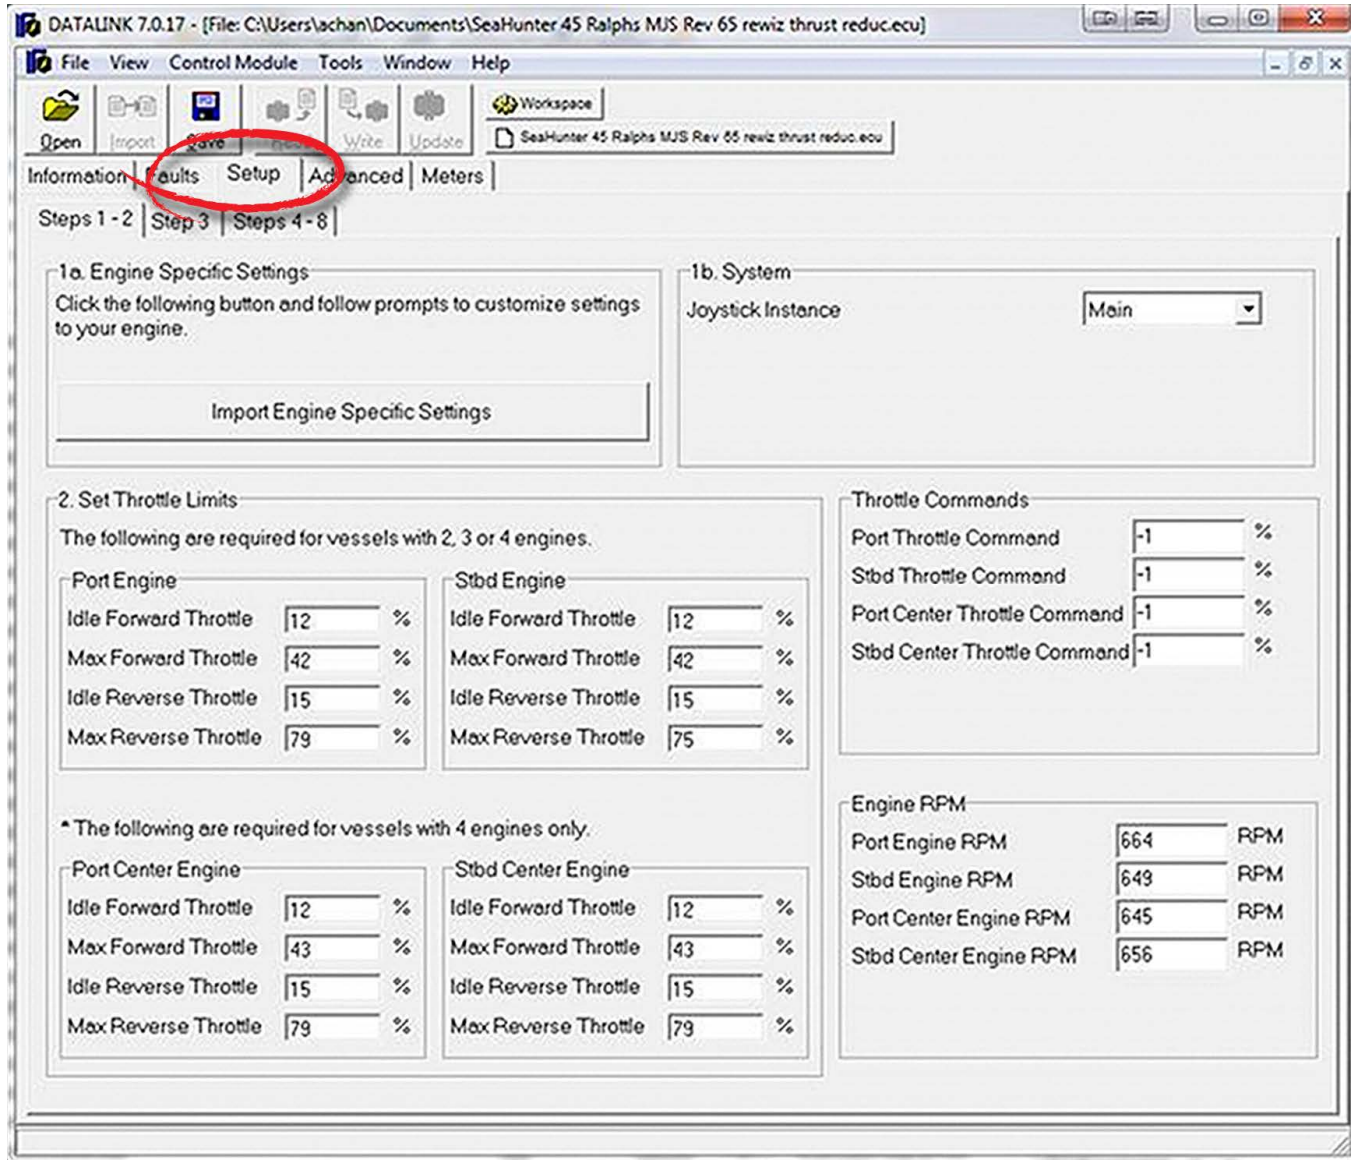 DATALINK 7.0.17 - [File: C:\Users\achan\Documents\SeaHunter 45 Ralphs MJS Rev 65 rewiz thrust reduc.ecu]
File View Control Module Tools Window Help
Workspace
Open Import Save Write Update
SeaHunter 45 Ralphs MJS Rev 65 rewiz thrust reduc.ecu
Information Faults Setup Advanced Meters
Steps 1 - 2 Step 3 Steps 4 - 8
1a. Engine Specific Settings
Click the following button and follow prompts to customize settings
to your engine.
Import Engine Specific Settings
1b. System
Joystick Instance Main
2. Set Throttle Limits
The following are required for vessels with 2, 3 or 4 engines.
Port Engine
Idle Forward Throttle 12 %
Max Forward Throttle 42 %
Idle Reverse Throttle 15 %
Max Reverse Throttle 79 %
Stbd Engine
Idle Forward Throttle 12 %
Max Forward Throttle 42 %
Idle Reverse Throttle 15 %
Max Reverse Throttle 75 %
* The following are required for vessels with 4 engines only.
Port Center Engine
Idle Forward Throttle 12 %
Max Forward Throttle 43 %
Idle Reverse Throttle 15 %
Max Reverse Throttle 79 %
Stbd Center Engine
Idle Forward Throttle 12 %
Max Forward Throttle 43 %
Idle Reverse Throttle 15 %
Max Reverse Throttle 79 %
Throttle Commands
Port Throttle Command -1 %
Stbd Throttle Command -1 %
Port Center Throttle Command -1 %
Stbd Center Throttle Command -1 %
Engine RPM
Port Engine RPM 664 RPM
Stbd Engine RPM 649 RPM
Port Center Engine RPM 645 RPM
Stbd Center Engine RPM 656 RPM